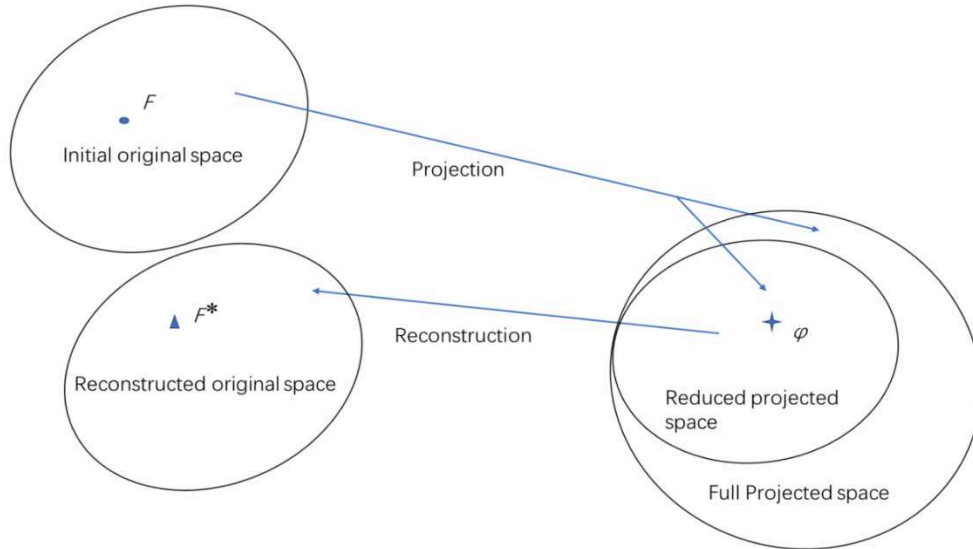 F
Initial original space
Projection
F*
Reconstruction
φ
Reconstructed original space
Reduced projected
space
Full Projected space